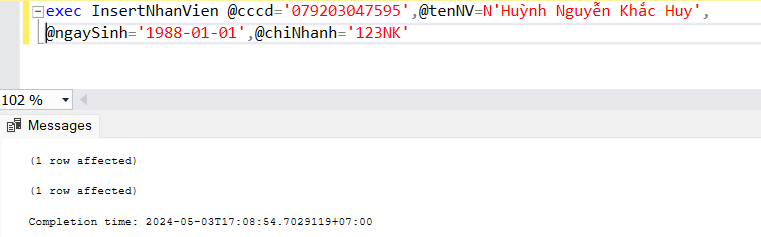 exec InsertNhanVien @cccd='079203047595',@tenNV=N'Huỳnh Nguyễn Khắc Huy',
@ngaySinh='1988-01-01',@chiNhanh='123NK'
102 %
Messages
(1 row affected)
(1 row affected)
Completion time: 2024-05-03T17:08:54.7029119+07:00